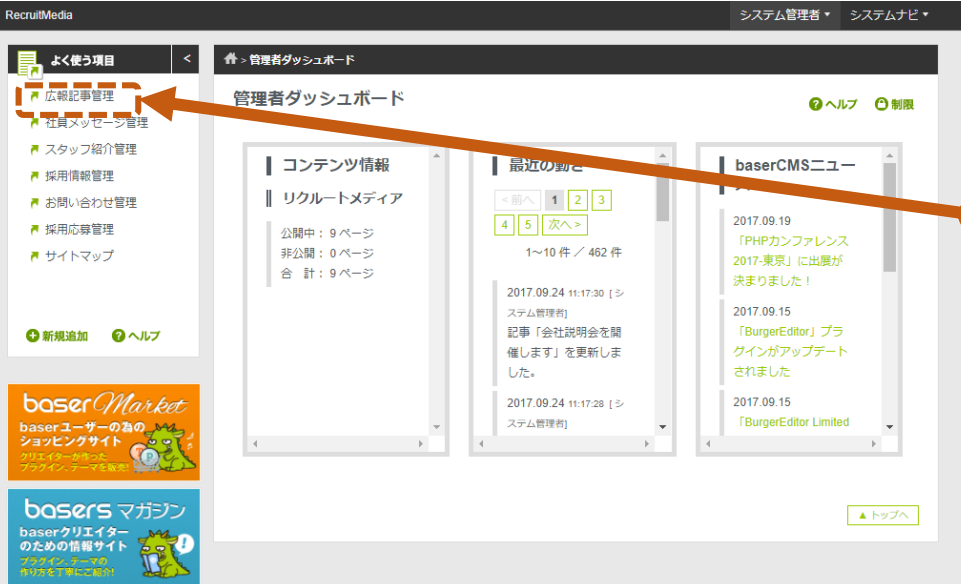 RecruitMedia
システム管理者 システムナビ
よく使う項目 <
> 管理者ダッシュボード
広報記事管理
社員メッセージ管理
スタッフ紹介管理
採用情報管理
お問い合わせ管理
採用応募管理
サイトマップ
新規追加 ヘルプ
baser Market
baserユーザーの為の
ショッピングサイト
クリエイターが作った
プラグイン、テーマを販売!
basersマガジン
baserクリエイター
のための情報サイト
プラグイン、テーマの
作り方を丁寧にご紹介!
管理者ダッシュボード
ヘルプ 制限
コンテンツ情報
リクルートメディア
公開中: 9 ページ
非公開: 0 ページ
合 計: 9 ページ
最近の動き
<前へ 1 2 3
4 5 次へ >
1~10 件 / 462 件
2017.09.24 11:17:30 [シ
ステム管理者]
記事「会社説明会を開
催します」を更新しま
した。
2017.09.24 11:17:28 [シ
ステム管理者]
baserCMSニュー
2017.09.19
「PHPカンファレンス
2017-東京」に出展が
決まりました!
2017.09.15
「BurgerEditor」プラ
グインがアップデート
されました
2017.09.15
「BurgerEditor Limited
▲ トップへ